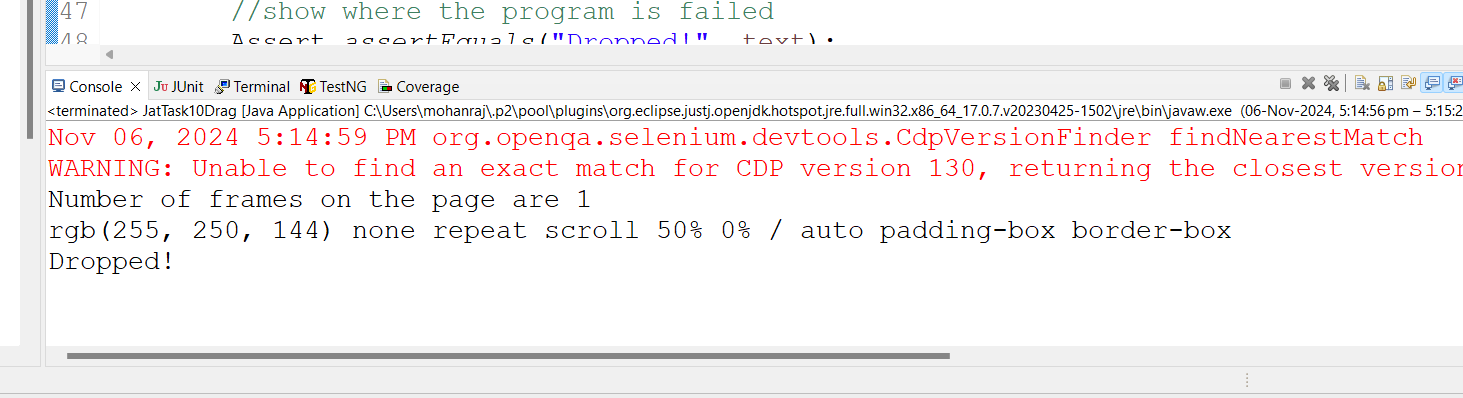 47 //show where the program is failed
48 Assert.assertEquals("Dropped!", text);
Console JUnit Terminal TestNG Coverage
<terminated> JatTask10Drag [Java Application] C:\Users\mohanraj\.p2\pool\plugins\org.eclipse.justj.openjdk.hotspot.jre.full.win32.x86_64_17.0.7.v20230425-1502\jre\bin\javaw.exe (06-Nov-2024, 5:14:56 pm – 5:15:2
Nov 06, 2024 5:14:59 PM org.openqa.selenium.devtools.CdpVersionFinder findNearestMatch
WARNING: Unable to find an exact match for CDP version 130, returning the closest version
Number of frames on the page are 1
rgb(255, 250, 144) none repeat scroll 50% 0% / auto padding-box border-box
Dropped!